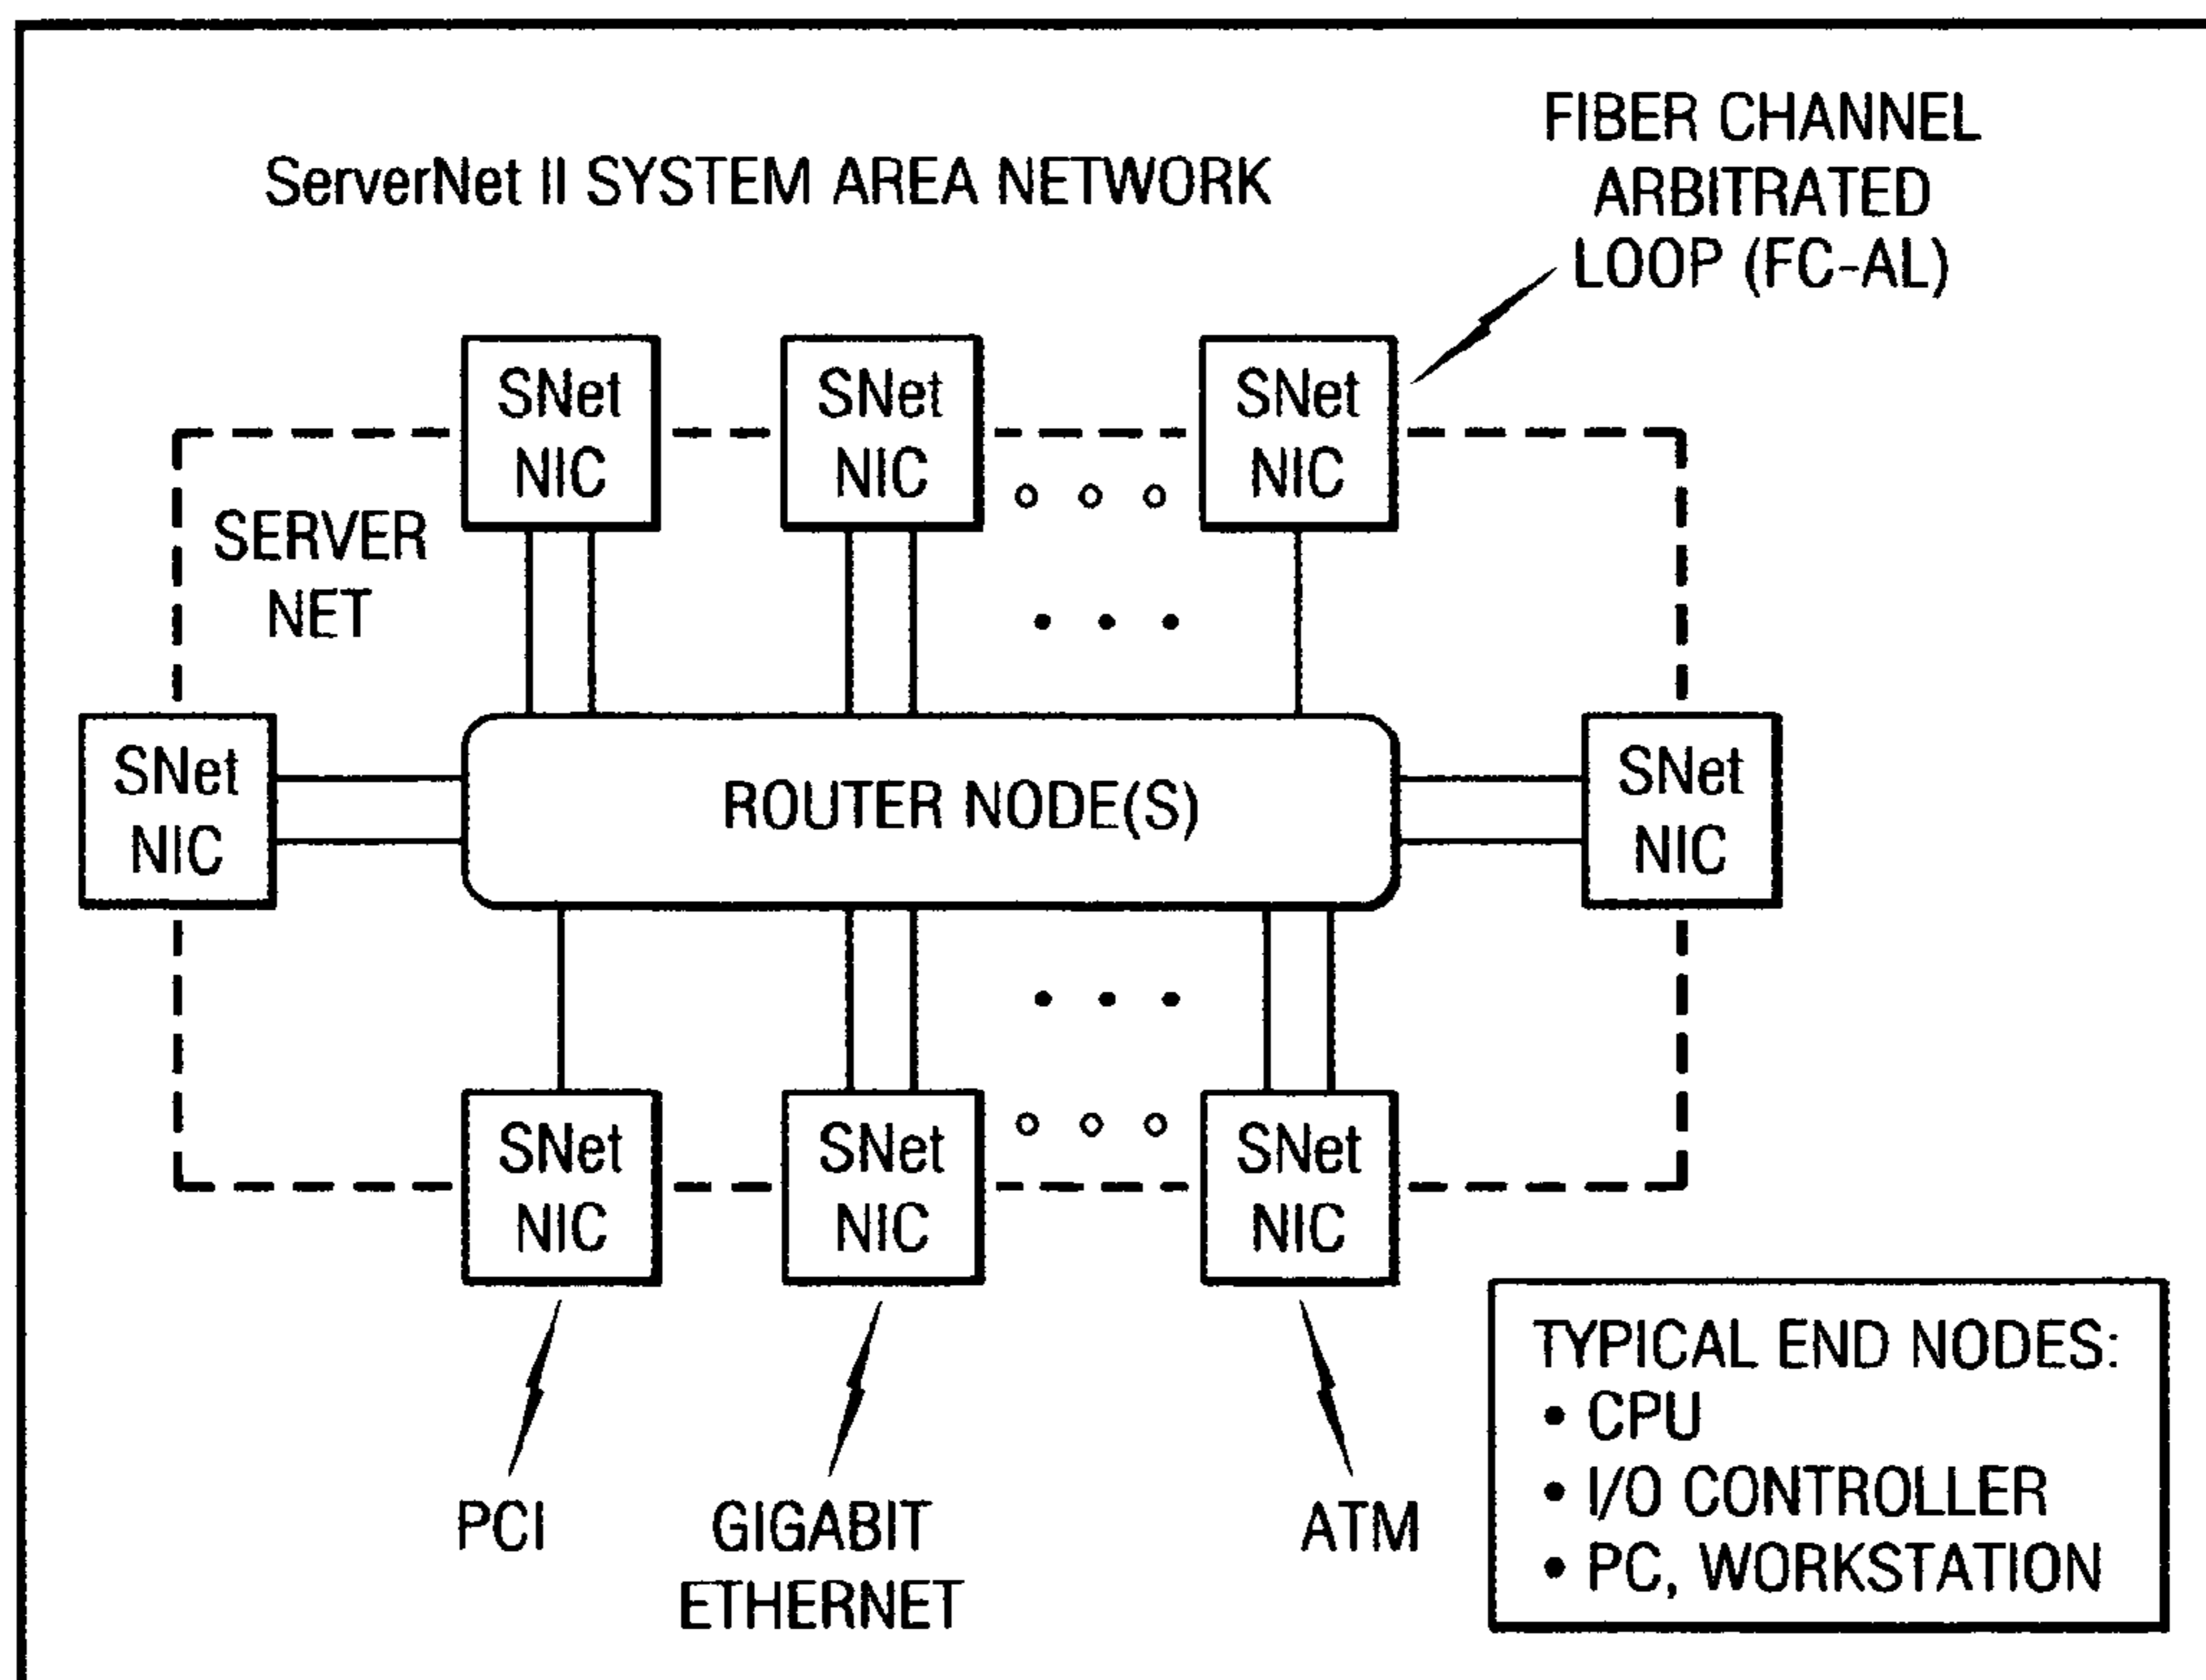 ServerNet II SYSTEM AREA NETWORK
FIBER CHANNEL
ARBITRATED
LOOP (FC-AL)
SNet
NIC
SNet
NIC
SNet
NIC
SERVER
NET
SNet
NIC
ROUTER NODE(S)
SNet
NIC
SNet
NIC
SNet
NIC
SNet
NIC
PCI
GIGABIT
ETHERNET
ATM
TYPICAL END NODES:
• CPU
• I/O CONTROLLER
• PC, WORKSTATION